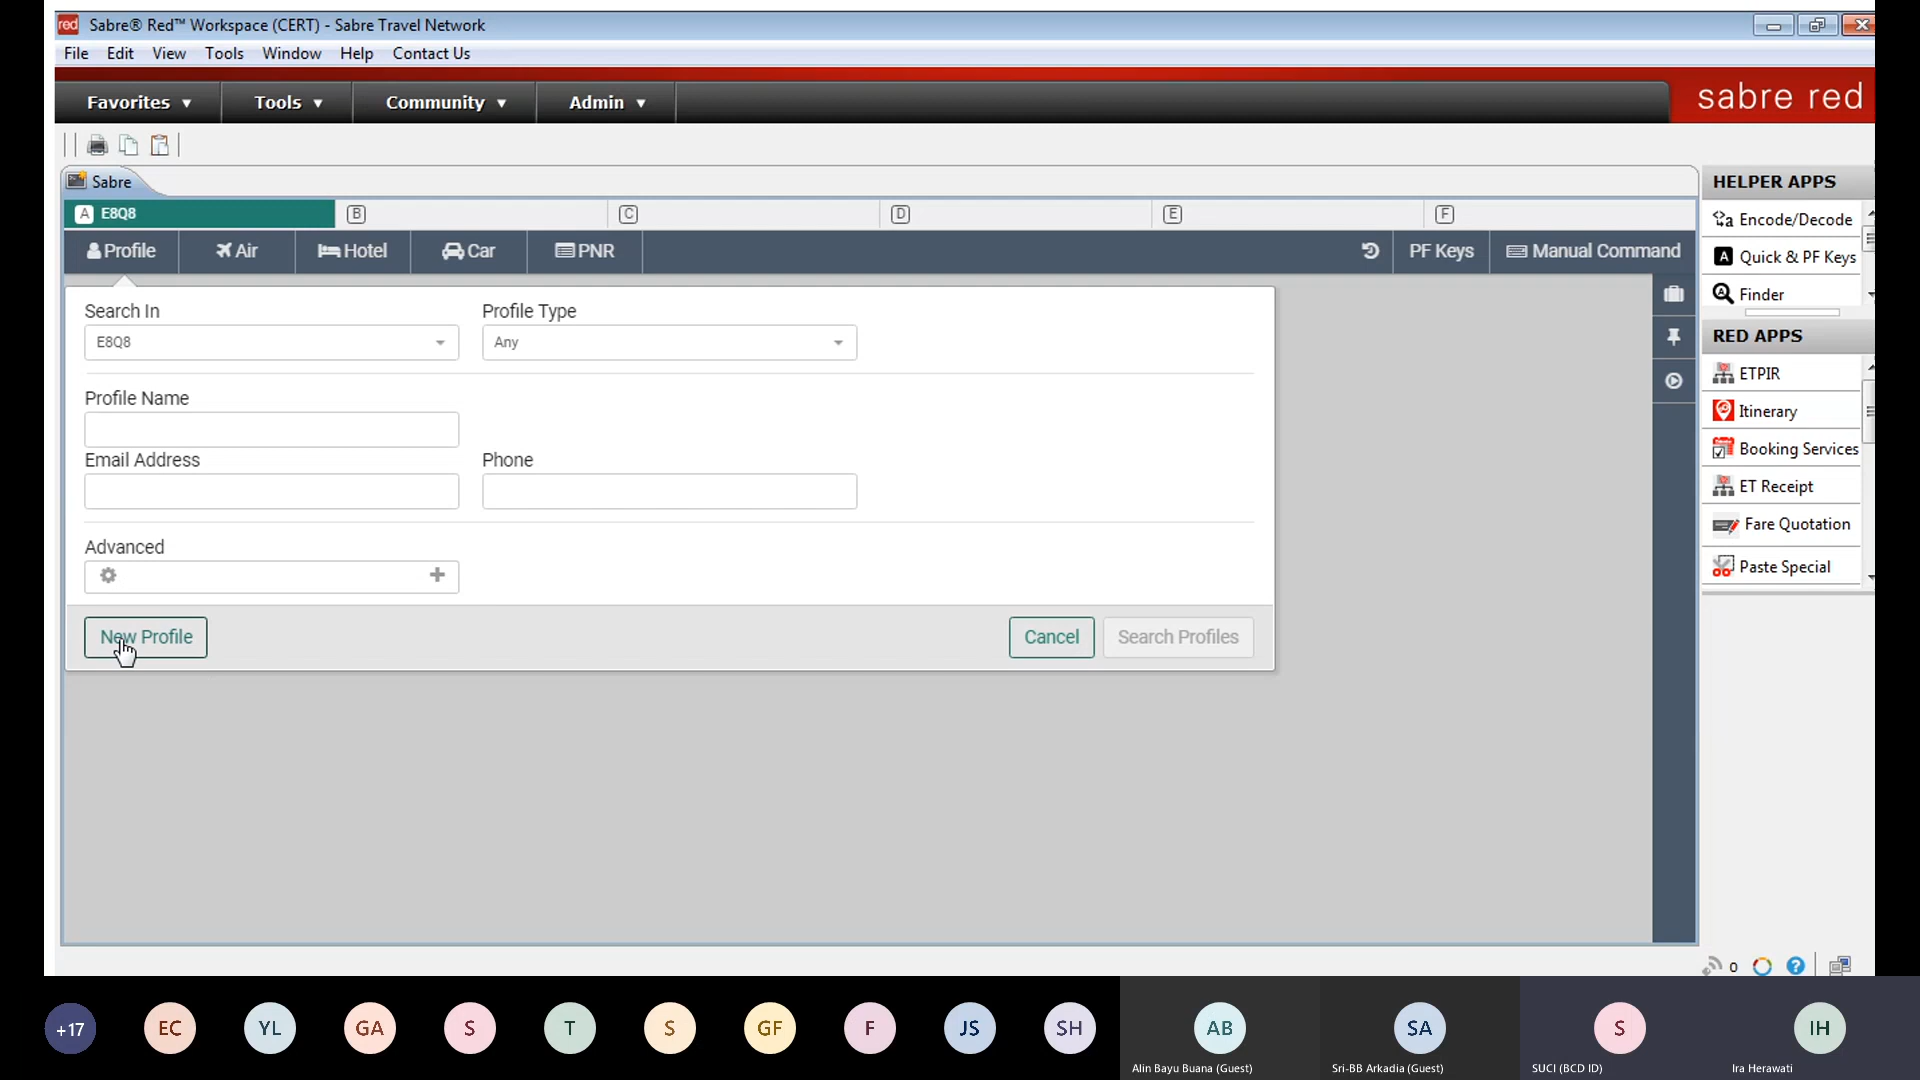 red Sabre® Red™ Workspace (CERT) - Sabre Travel Network
File Edit View Tools Window Help Contact Us
Favorites ▼ Tools ▼ Community ▼ Admin ▼
sabre red
Sabre
A E8Q8 B C D E F
Profile Air Hotel Car PNR PF Keys Manual Command
Search In Profile Type
E8Q8 Any
Profile Name
Email Address Phone
Advanced
New Profile Cancel Search Profiles
HELPER APPS
Encode/Decode
A Quick & PF Keys
Finder
RED APPS
ETPIR
Itinerary
Booking Services
ET Receipt
Fare Quotation
Paste Special
0
+17 EC YL GA S T S GF F JS SH AB SA S IH
Alin Bayu Buana (Guest) Sri-BB Arkadia (Guest) SUCI (BCD ID) Ira Herawati